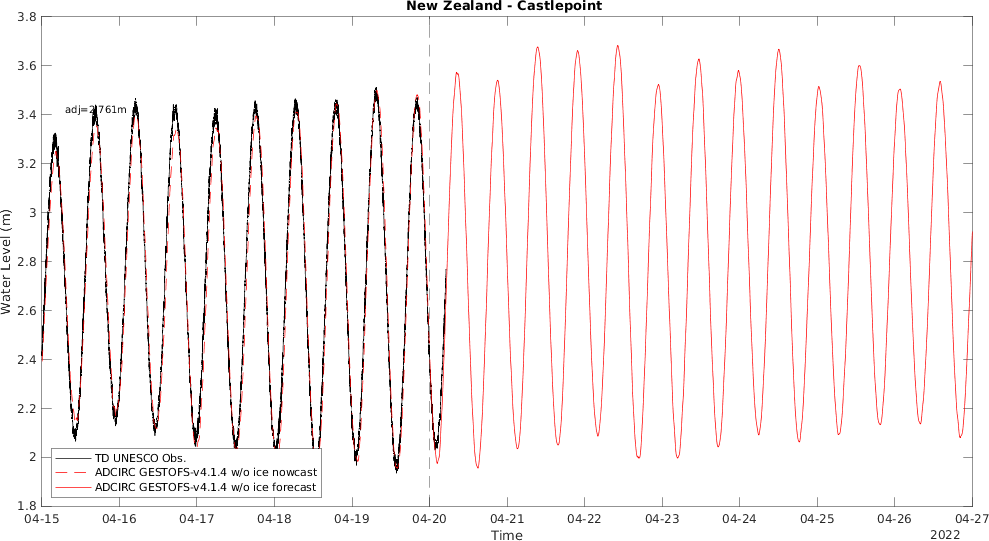 New Zealand - Castlepoint
3.8
3.6
3.4
3.2
3
2.8
2.6
2.4
2.2
2
1.8
Water Level (m)
adj=2.761m
TD UNESCO Obs.
ADCIRC GESTOFS-v4.1.4 w/o ice nowcast
ADCIRC GESTOFS-v4.1.4 w/o ice forecast
04-15 04-16 04-17 04-18 04-19 04-20 04-21 04-22 04-23 04-24 04-25 04-26 04-27
Time
2022